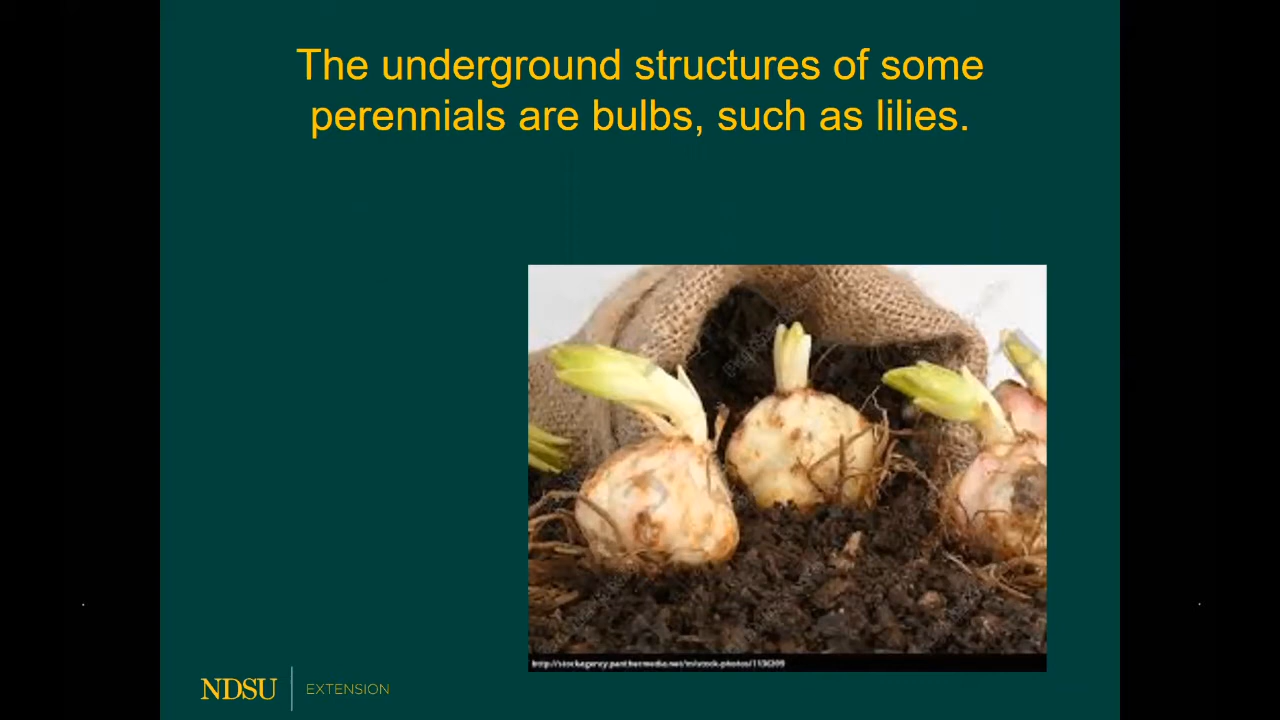 The underground structures of some
perennials are bulbs, such as lilies.
NDSU EXTENSION